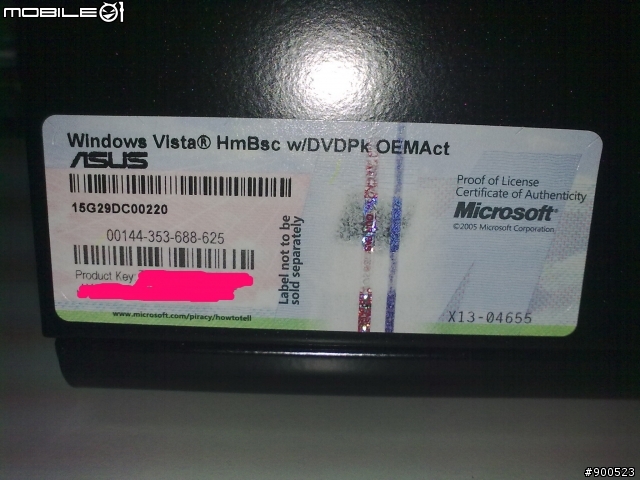 MOBILE01
Windows Vista® HmBsc w/DVDPk OEMAct
ASUS
15G29DC00220
00144-353-688-625
Product Key:
www.microsoft.com/piracy/howtotell
Label not to be
sold separately
Proof of License
Certificate of Authenticity
Microsoft®
©2005 Microsoft Corporation
X13-04655
#900523